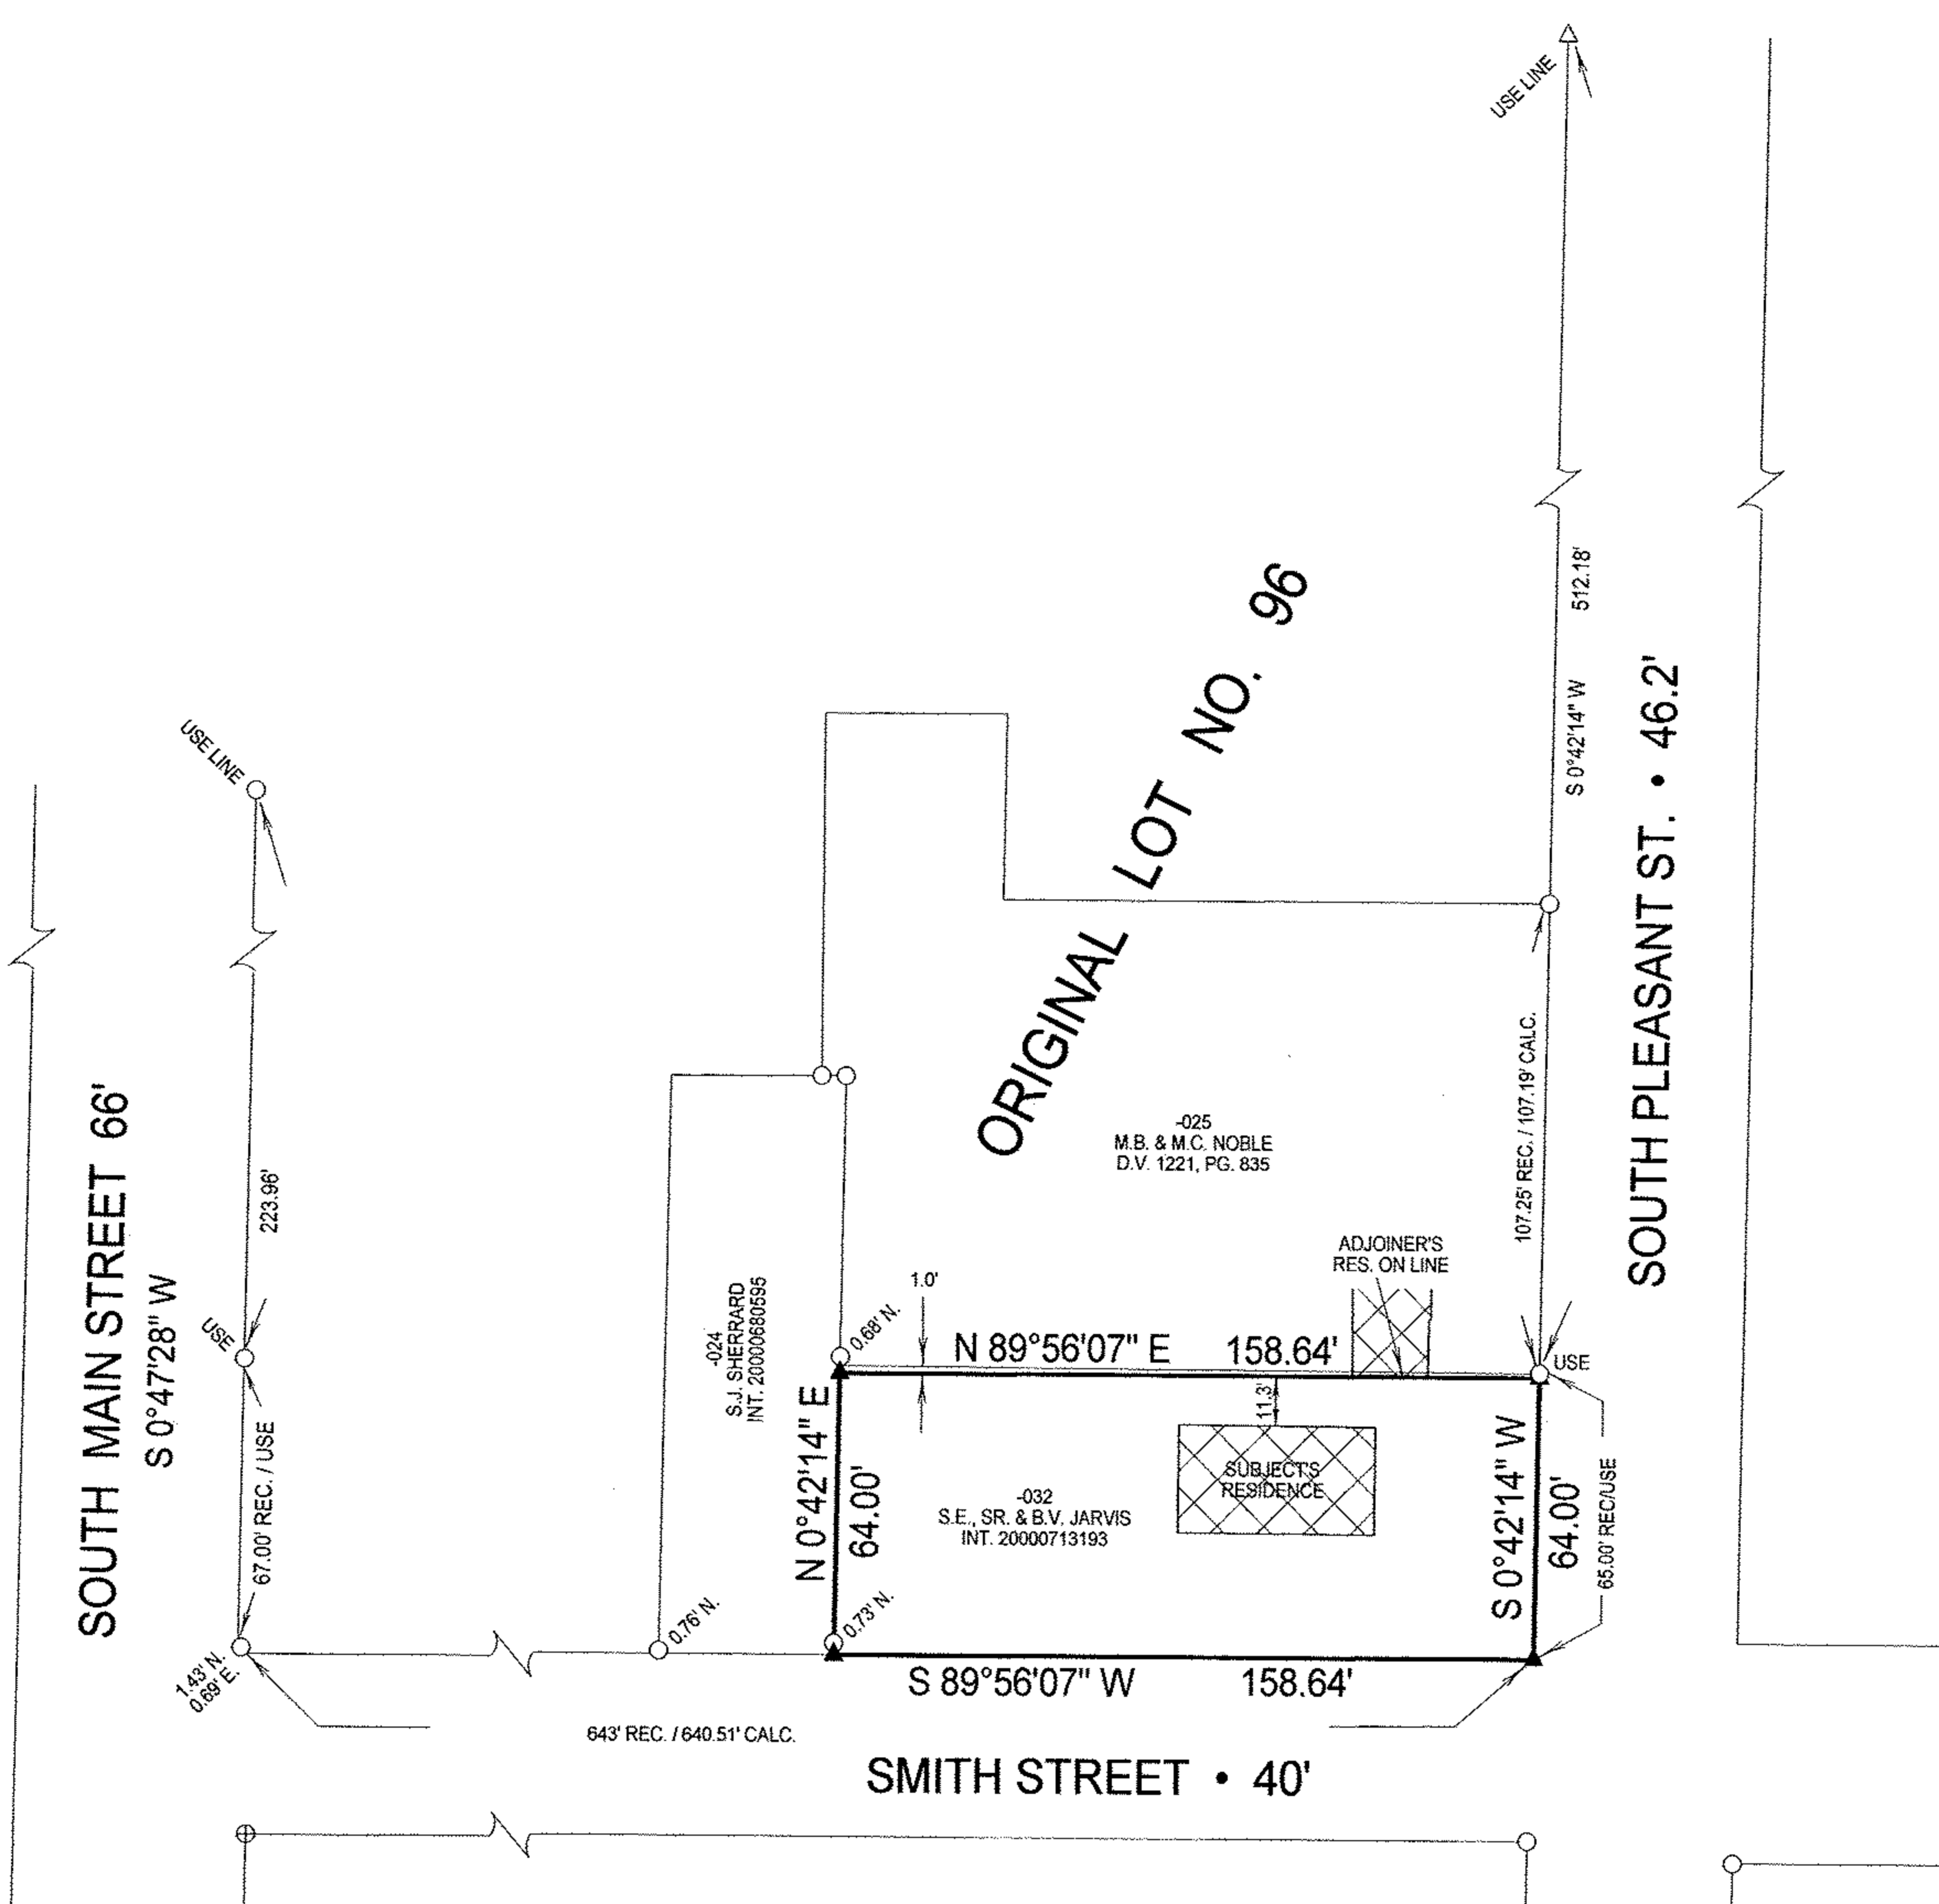 USE LINE
S 0°42'14" W 512.18'
SOUTH PLEASANT ST. • 46.2'
ORIGINAL LOT NO. 96
USE LINE
223.96'
SOUTH MAIN STREET 66'
S 0°47'28" W
USE
67.00' REC. / USE
1.43' N.
0.69' E.
-024
S.J. SHERRARD
INT. 20000680595
-025
M.B. & M.C. NOBLE
D.V. 1221, PG. 835
107.25' REC. / 107.19' CALC.
ADJOINER'S
RES. ON LINE
1.0'
0.68' N.
N 89°56'07" E 158.64'
USE
11.3'
N 0°42'14" E
64.00'
SUBJECT'S
RESIDENCE
-032
S.E., SR. & B.V. JARVIS
INT. 20000713193
S 0°42'14" W
64.00'
65.00' REC/USE
0.76' N.
0.73' N.
S 89°56'07" W 158.64'
643' REC. / 640.51' CALC.
SMITH STREET • 40'